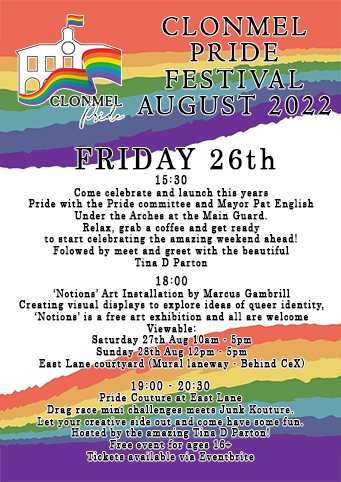 CLONMEL
Pride
CLONMEL
PRIDE
FESTIVAL
AUGUST 2022
FRIDAY 26th
15:30
Come celebrate and launch this years
Pride with the Pride committee and Mayor Pat English
Under the Arches at the Main Guard.
Relax, grab a coffee and get ready
to start celebrating the amazing weekend ahead!
Folowed by meet and greet with the beautiful
Tina D Parton
18:00
'Notions' Art Installation by Marcus Gambrill
Creating visual displays to explore ideas of queer identity,
'Notions' is a free art exhibition and all are welcome
Viewable:
Saturday 27th Aug 10am - 5pm
Sunday 28th Aug 12pm - 5pm
East Lane courtyard (Mural laneway - Behind CeX)
19:00 - 20:30
Pride Couture at East Lane
Drag race mini challenges meets Junk Kouture.
Let your creative side out and come have some fun.
Hosted by the amazing Tina D Parton!
Free event for ages 16+
Tickets available via Eventbrite